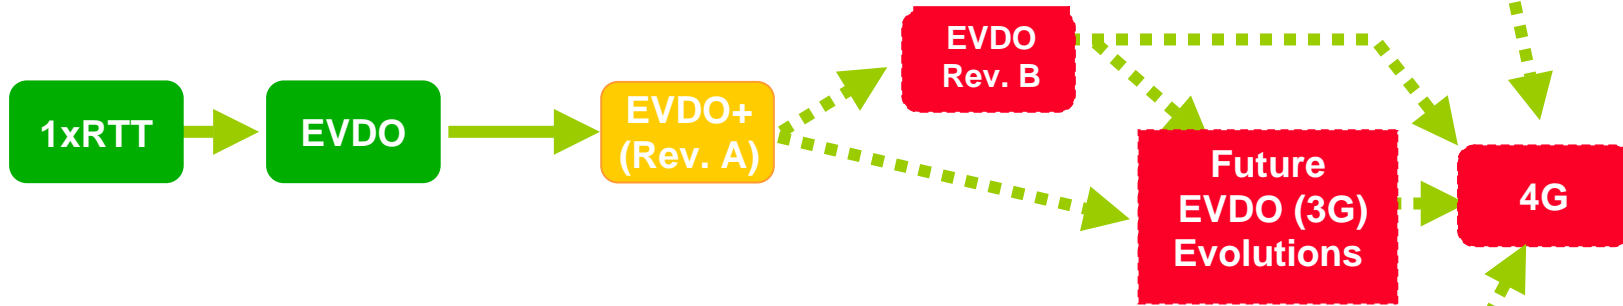 1xRTT
EVDO
EVDO+
(Rev. A)
EVDO
Rev. B
Future
EVDO (3G)
Evolutions
4G